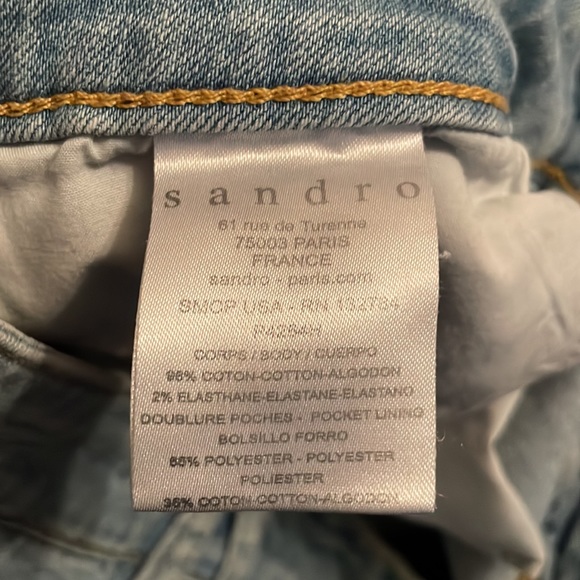 sandro
61 rue de Turenne
75003 PARIS
FRANCE
sandro - paris.com
SMCP USA - RN 132784
P4254H
CORPS / BODY / CUERPO
98% COTON-COTTON-ALGODON
2% ELASTHANE-ELASTANE-ELASTANO
DOUBLURE POCHES - POCKET LINING
BOLSILLO FORRO
65% POLYESTER - POLYESTER
POLIESTER
35% COTON-COTTON-ALGODON